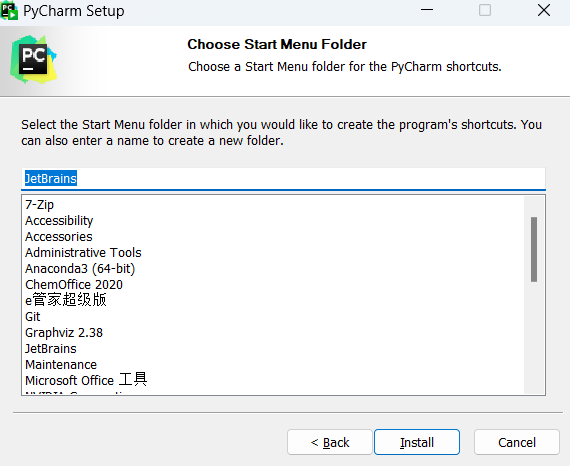 PyCharm Setup
PC
Choose Start Menu Folder
Choose a Start Menu folder for the PyCharm shortcuts.
Select the Start Menu folder in which you would like to create the program's shortcuts. You
can also enter a name to create a new folder.
JetBrains
7-Zip
Accessibility
Accessories
Administrative Tools
Anaconda3 (64-bit)
ChemOffice 2020
e管家超级版
Git
Graphviz 2.38
JetBrains
Maintenance
Microsoft Office 工具
< Back
Install
Cancel